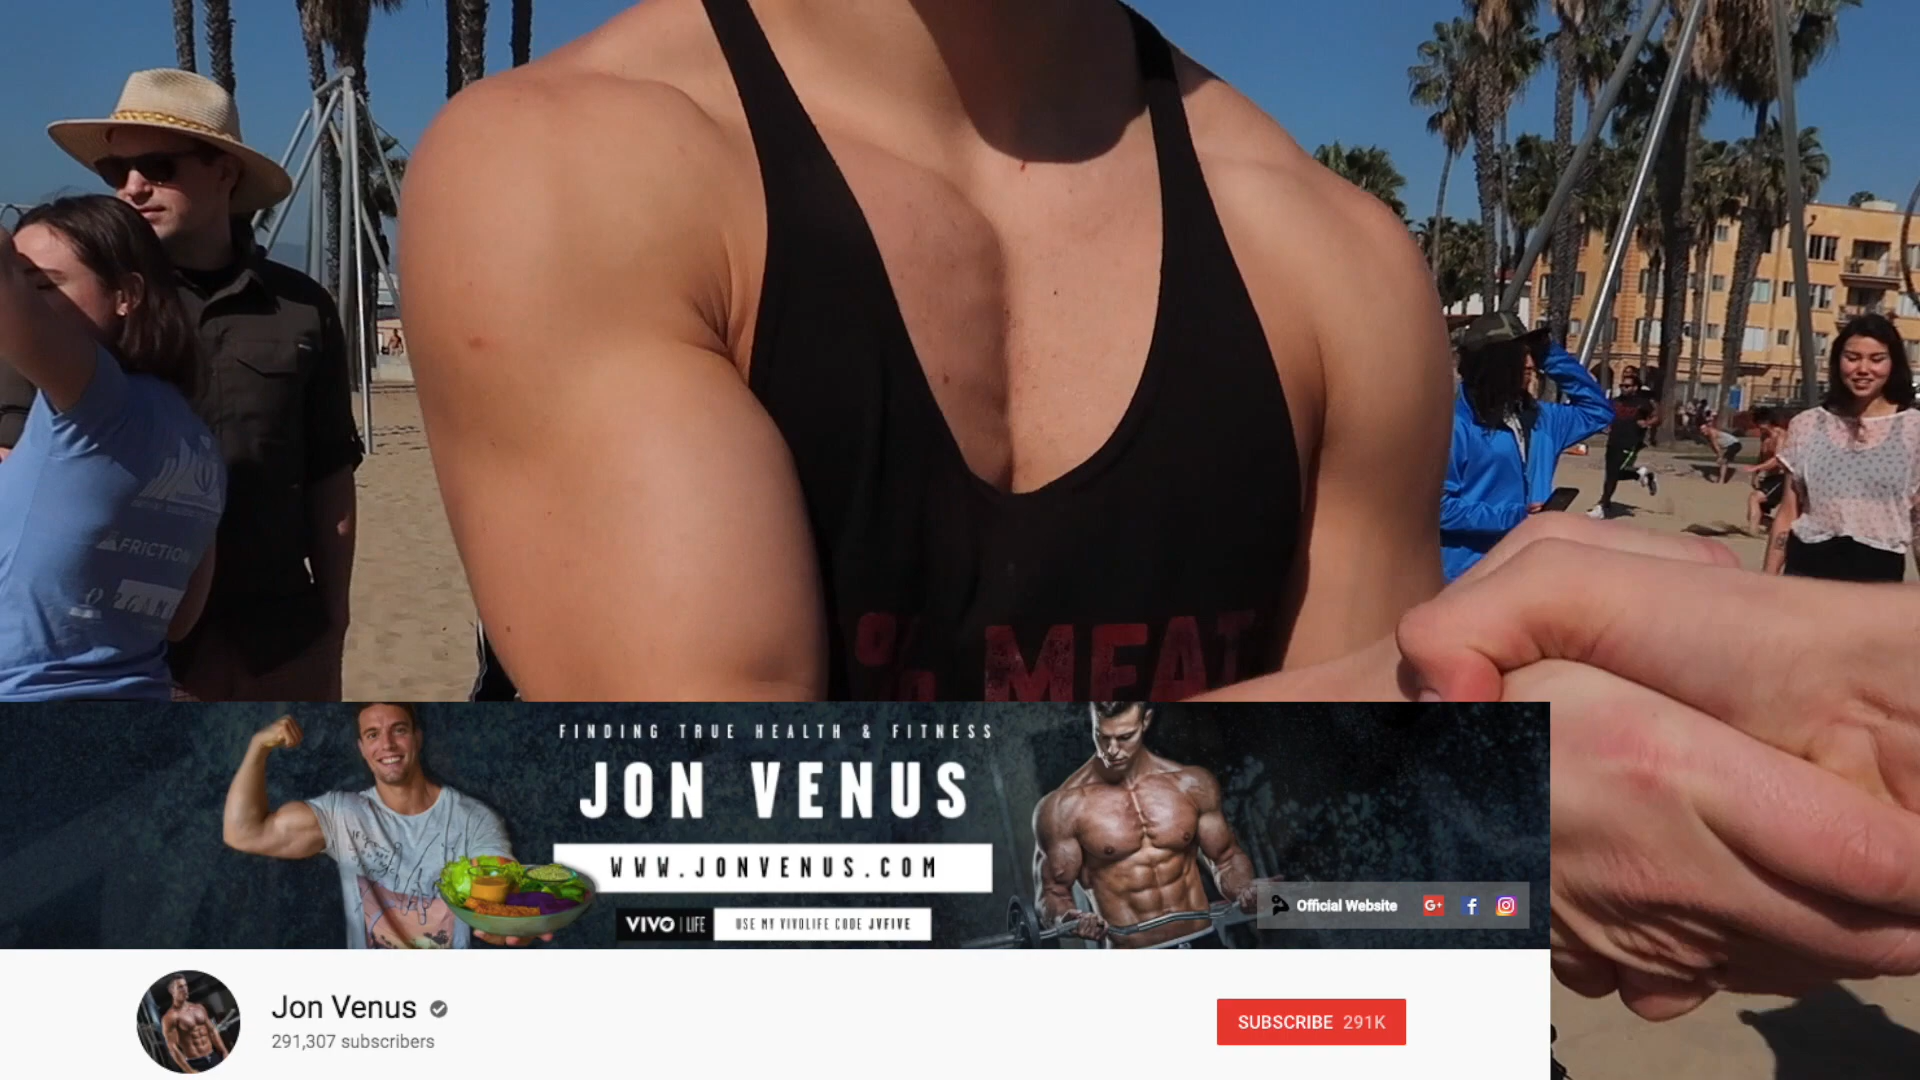 FRICTION
% MEAT
FINDING TRUE HEALTH & FITNESS
JON VENUS
WWW.JONVENUS.COM
VIVO | LIFE
USE MY VIVOLIFE CODE JVFIVE
Official Website
G+
f
Jon Venus
291,307 subscribers
SUBSCRIBE 291K